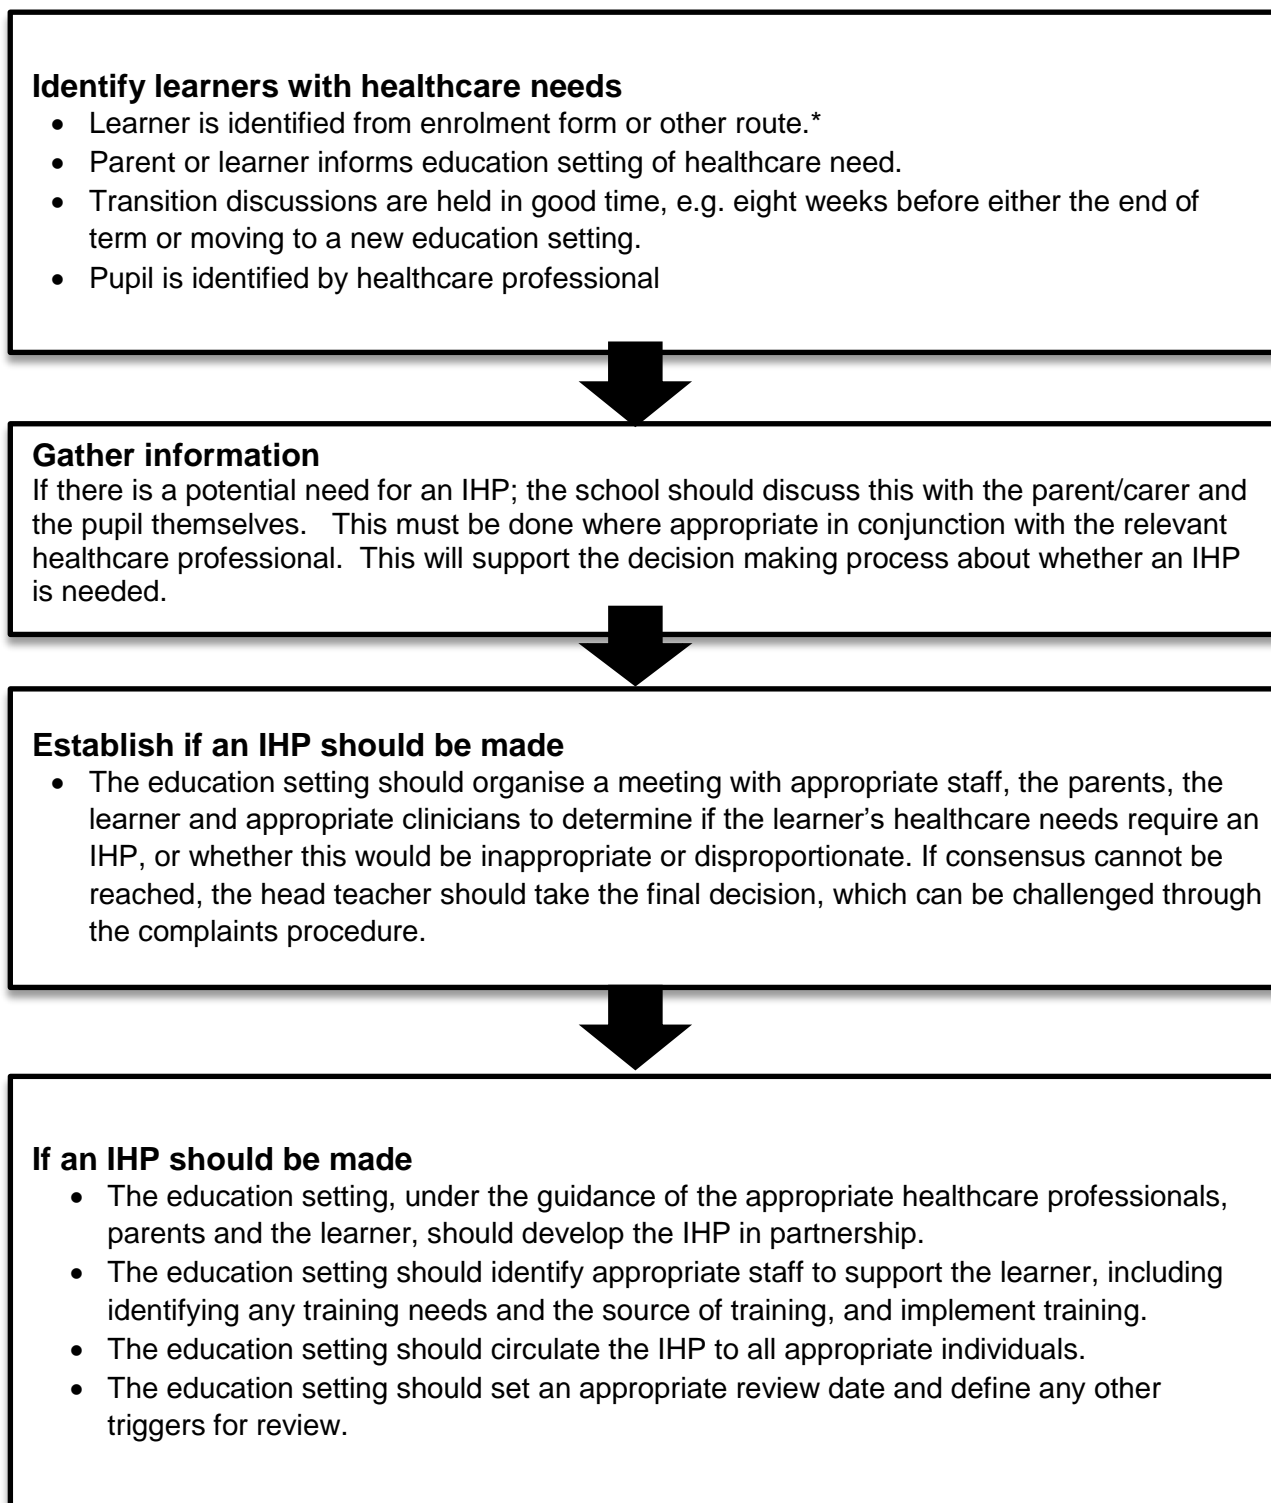 Identify learners with healthcare needs
• Learner is identified from enrolment form or other route.*
• Parent or learner informs education setting of healthcare need.
• Transition discussions are held in good time, e.g. eight weeks before either the end of
term or moving to a new education setting.
• Pupil is identified by healthcare professional
Gather information
If there is a potential need for an IHP; the school should discuss this with the parent/carer and
the pupil themselves.   This must be done where appropriate in conjunction with the relevant
healthcare professional.  This will support the decision making process about whether an IHP
is needed.
Establish if an IHP should be made
• The education setting should organise a meeting with appropriate staff, the parents, the
learner and appropriate clinicians to determine if the learner's healthcare needs require an
IHP, or whether this would be inappropriate or disproportionate. If consensus cannot be
reached, the head teacher should take the final decision, which can be challenged through
the complaints procedure.
If an IHP should be made
• The education setting, under the guidance of the appropriate healthcare professionals,
parents and the learner, should develop the IHP in partnership.
• The education setting should identify appropriate staff to support the learner, including
identifying any training needs and the source of training, and implement training.
• The education setting should circulate the IHP to all appropriate individuals.
• The education setting should set an appropriate review date and define any other
triggers for review.